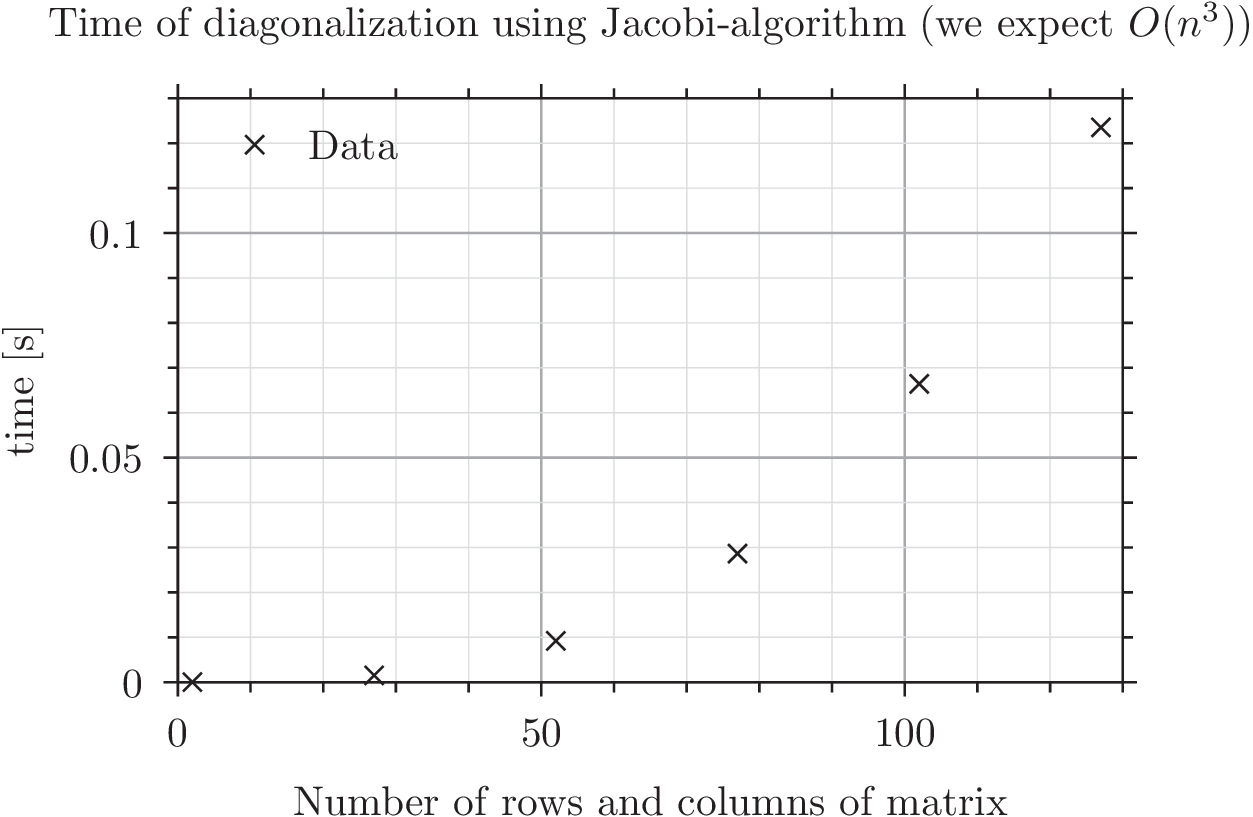 Time of diagonalization using Jacobi-algorithm (we expect O(n³))
Data
0.1
0.05
0
time [s]
0 50 100
Number of rows and columns of matrix